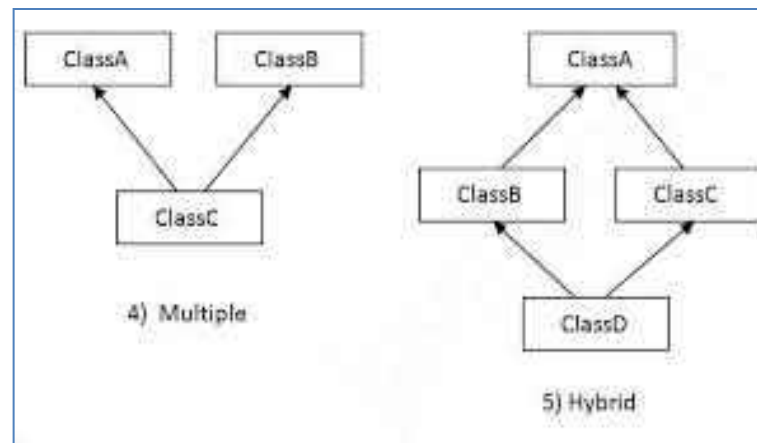 ClassA
ClassB
ClassC
4) Multiple
ClassA
ClassB
ClassC
ClassD
5) Hybrid